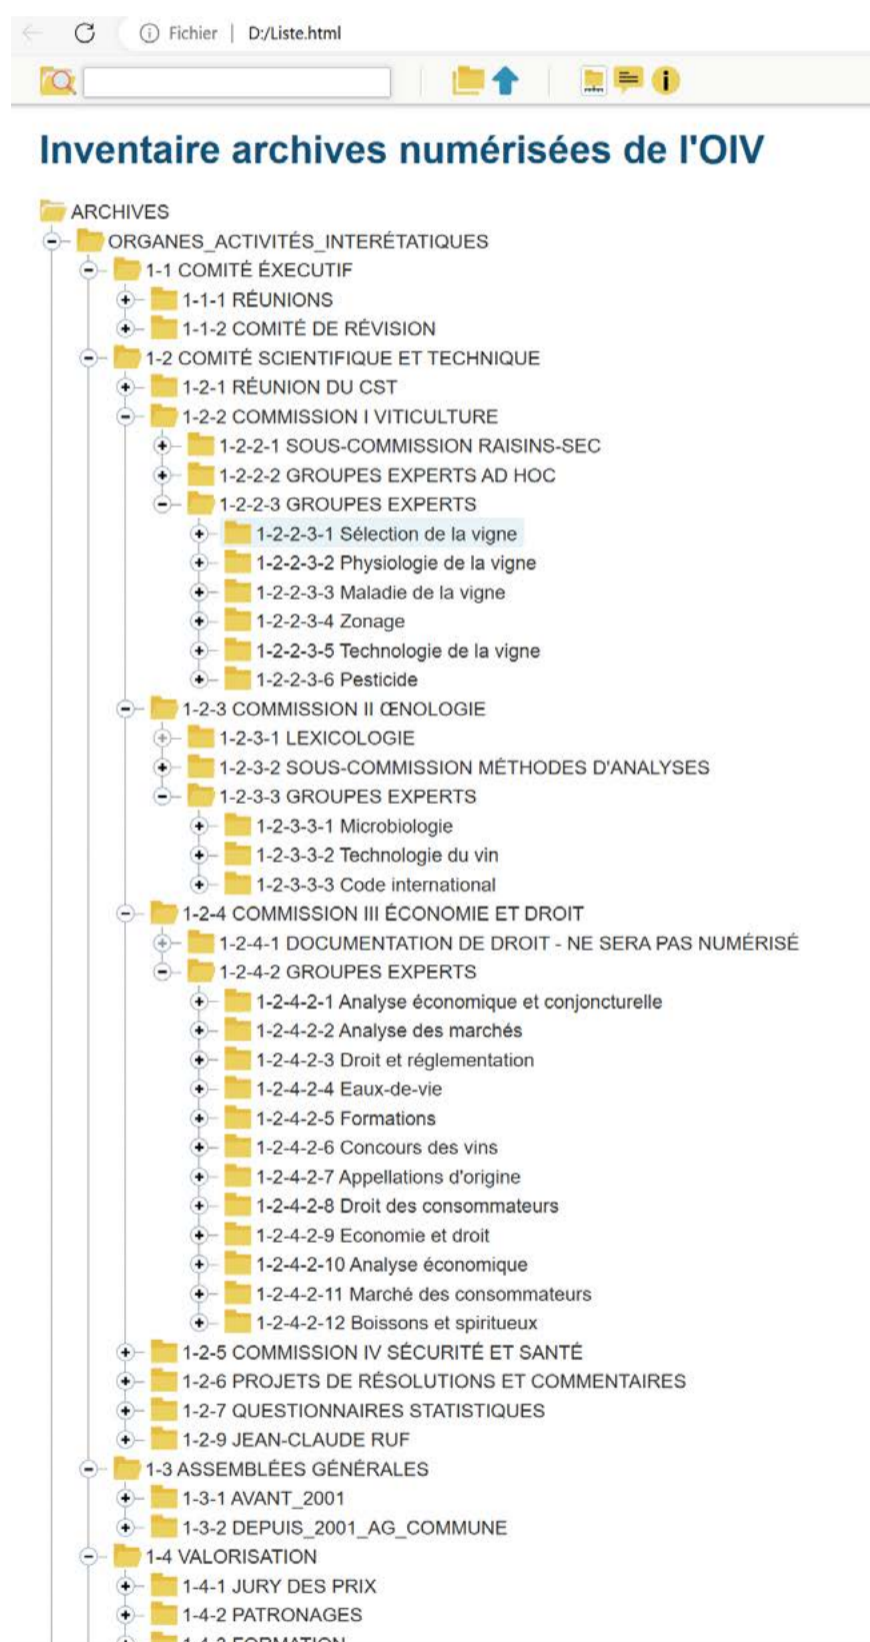 Fichier | D:/Liste.html
Inventaire archives numérisées de l'OIV
ARCHIVES
ORGANES_ACTIVITÉS_INTERÉTATIQUES
1-1 COMITÉ ÉXECUTIF
1-1-1 RÉUNIONS
1-1-2 COMITÉ DE RÉVISION
1-2 COMITÉ SCIENTIFIQUE ET TECHNIQUE
1-2-1 RÉUNION DU CST
1-2-2 COMMISSION I VITICULTURE
1-2-2-1 SOUS-COMMISSION RAISINS-SEC
1-2-2-2 GROUPES EXPERTS AD HOC
1-2-2-3 GROUPES EXPERTS
1-2-2-3-1 Sélection de la vigne
1-2-2-3-2 Physiologie de la vigne
1-2-2-3-3 Maladie de la vigne
1-2-2-3-4 Zonage
1-2-2-3-5 Technologie de la vigne
1-2-2-3-6 Pesticide
1-2-3 COMMISSION II ŒNOLOGIE
1-2-3-1 LEXICOLOGIE
1-2-3-2 SOUS-COMMISSION MÉTHODES D'ANALYSES
1-2-3-3 GROUPES EXPERTS
1-2-3-3-1 Microbiologie
1-2-3-3-2 Technologie du vin
1-2-3-3-3 Code international
1-2-4 COMMISSION III ÉCONOMIE ET DROIT
1-2-4-1 DOCUMENTATION DE DROIT - NE SERA PAS NUMÉRISÉ
1-2-4-2 GROUPES EXPERTS
1-2-4-2-1 Analyse économique et conjoncturelle
1-2-4-2-2 Analyse des marchés
1-2-4-2-3 Droit et réglementation
1-2-4-2-4 Eaux-de-vie
1-2-4-2-5 Formations
1-2-4-2-6 Concours des vins
1-2-4-2-7 Appellations d'origine
1-2-4-2-8 Droit des consommateurs
1-2-4-2-9 Economie et droit
1-2-4-2-10 Analyse économique
1-2-4-2-11 Marché des consommateurs
1-2-4-2-12 Boissons et spiritueux
1-2-5 COMMISSION IV SÉCURITÉ ET SANTÉ
1-2-6 PROJETS DE RÉSOLUTIONS ET COMMENTAIRES
1-2-7 QUESTIONNAIRES STATISTIQUES
1-2-9 JEAN-CLAUDE RUF
1-3 ASSEMBLÉES GÉNÉRALES
1-3-1 AVANT_2001
1-3-2 DEPUIS_2001_AG_COMMUNE
1-4 VALORISATION
1-4-1 JURY DES PRIX
1-4-2 PATRONAGES
1-4-3 FORMATION